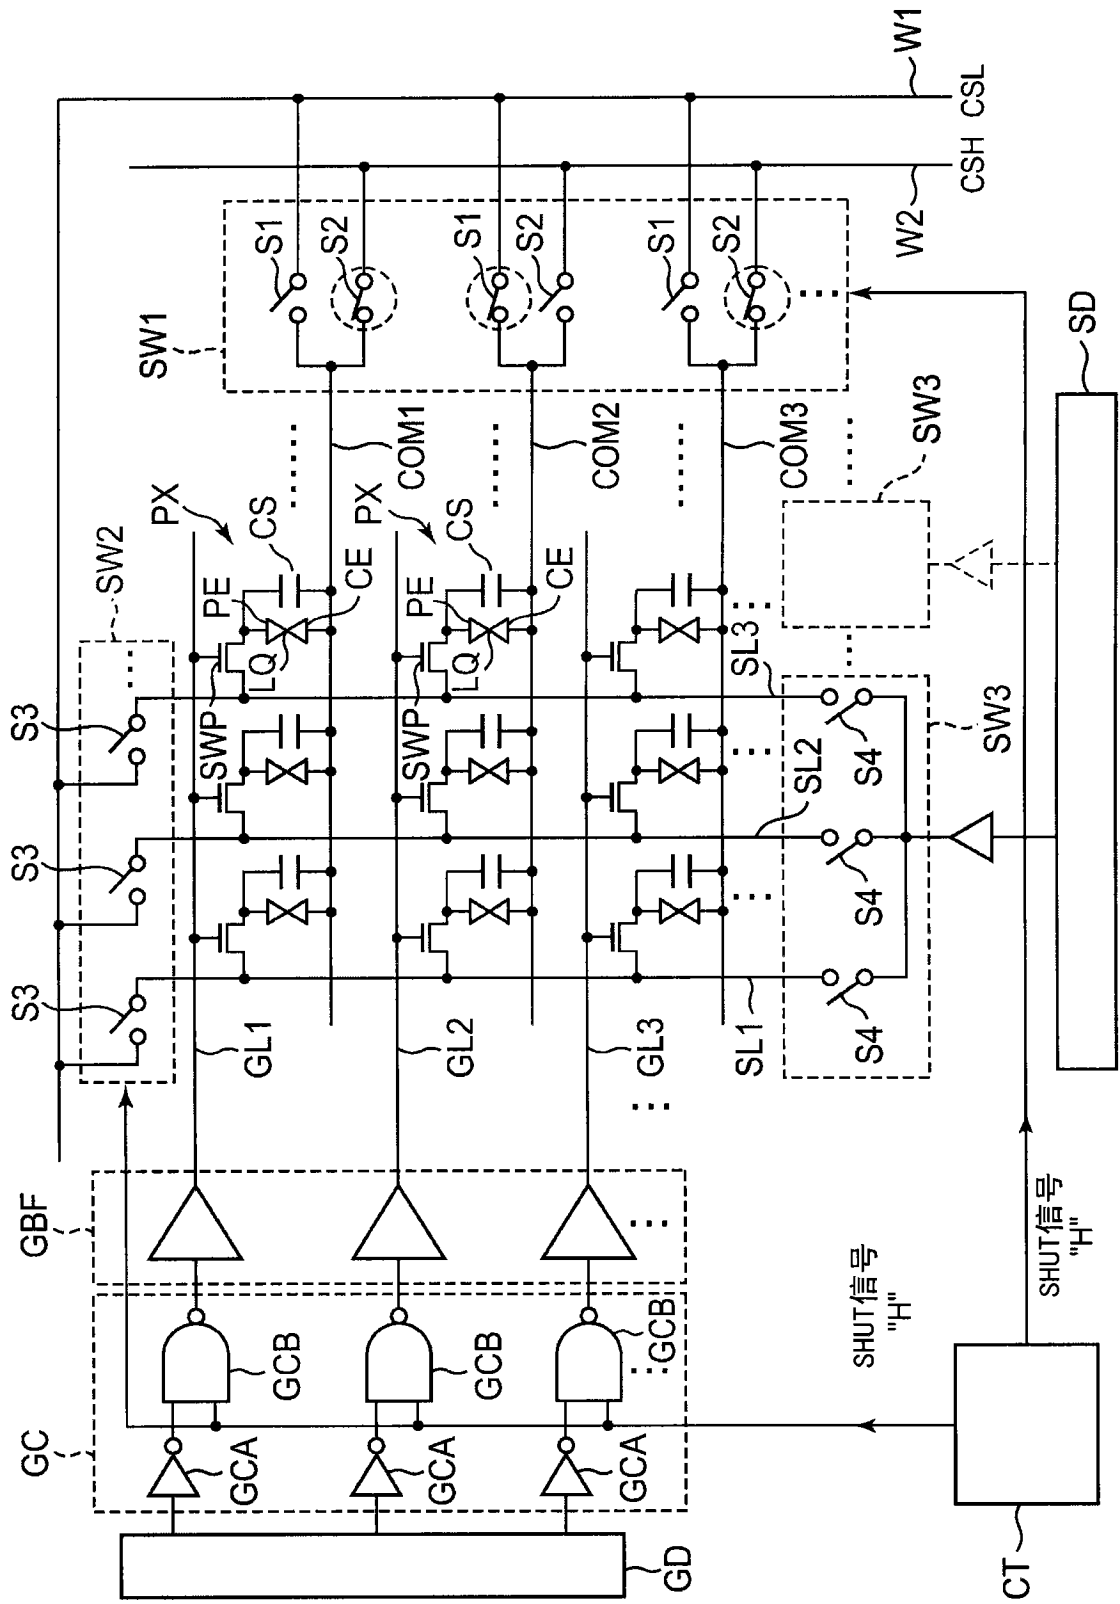 GD
GC
GCA
GCB
GCA
GCB
GCA
GCB
GBF
GL1
GL2
GL3
S3
S3
S3
SW2
SWP
PE
LQ
CE
CS
PX
SWP
PE
LQ
CE
CS
PX
COM1
COM2
COM3
SW1
S1
S2
S1
S2
S1
S2
W1
CSL
CSH
W2
SL1
SL2
SL3
S4
S4
S4
SW3
SW3
SD
SHUT信号
"H"
SHUT信号
"H"
CT